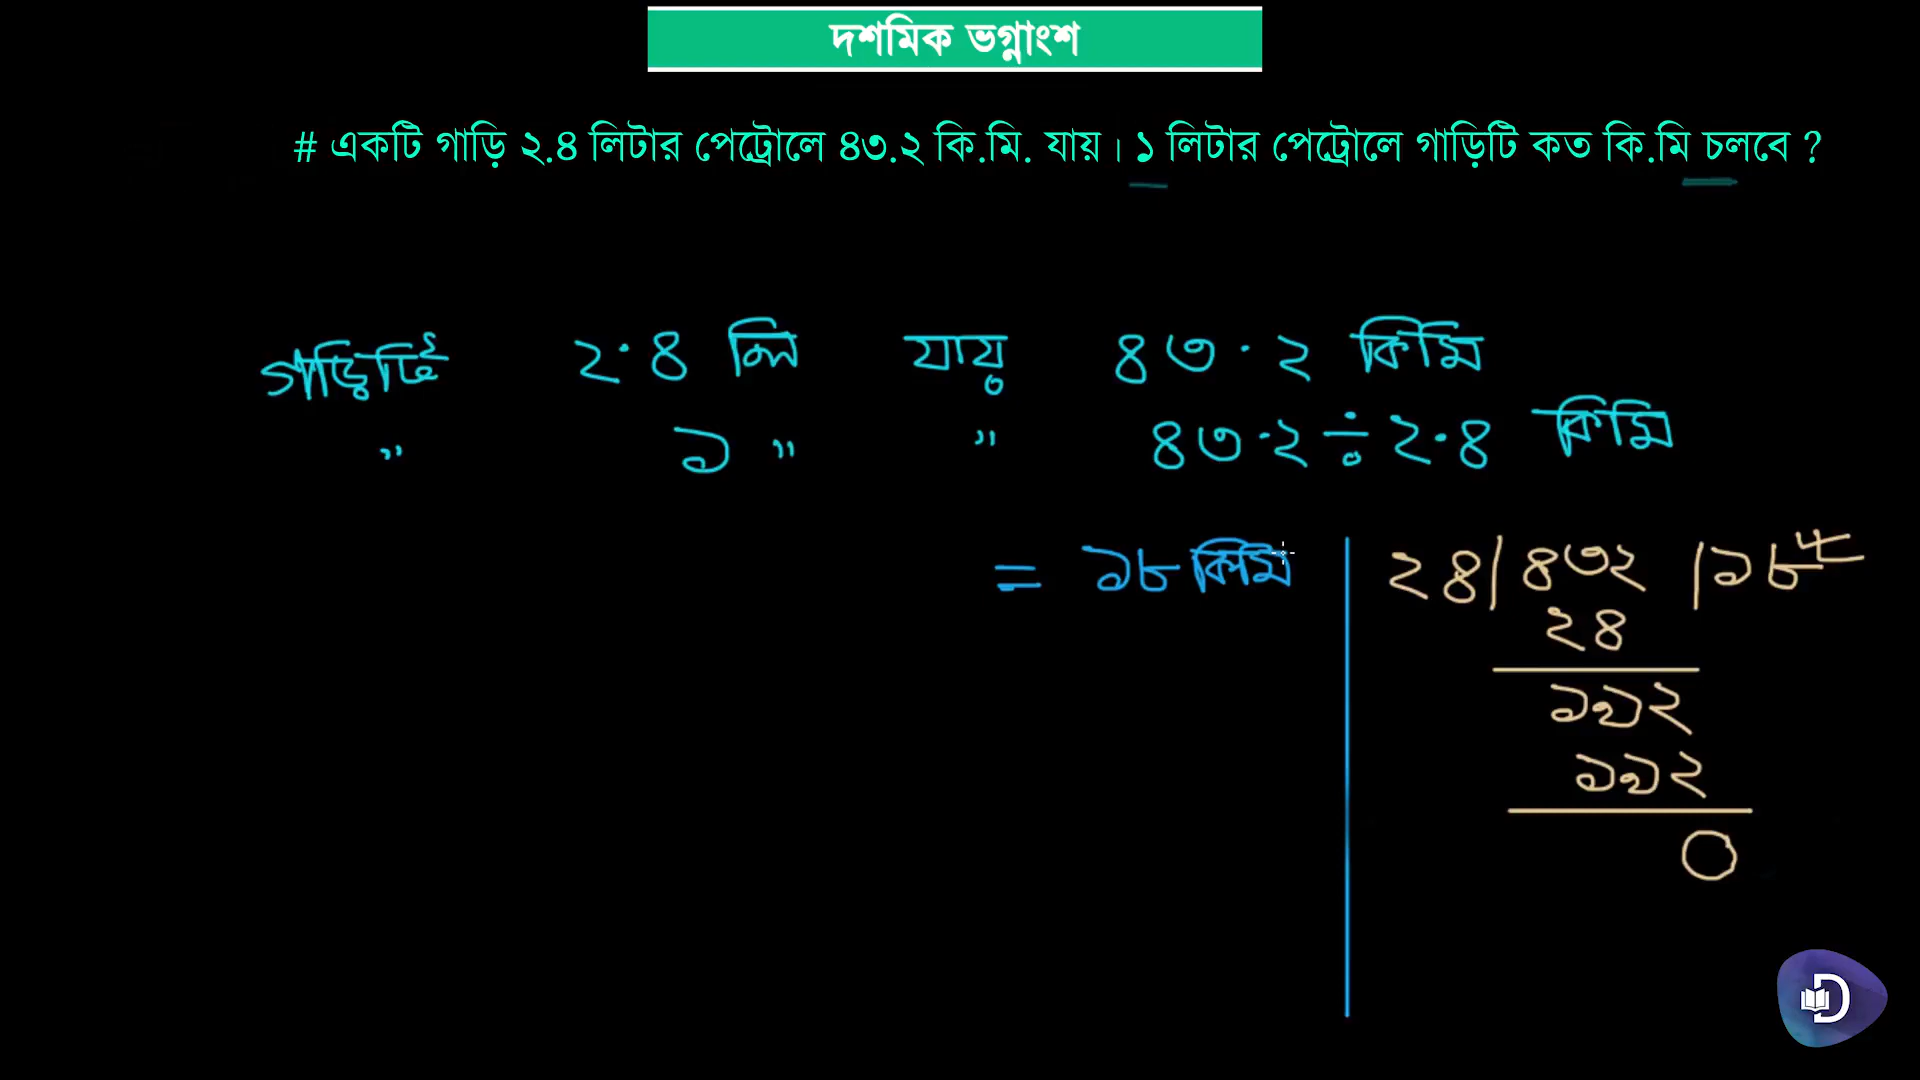 দশমিক ভগ্নাংশ
# একটি গাড়ি ২.৪ লিটার পেট্রোলে ৪৩.২ কি.মি. যায়। ১ লিটার পেট্রোলে গাড়িটি কত কি.মি চলবে ?
গাড়িটি ২.৪ লি যায় ৪৩.২ কিমি
" ১ " " ৪৩.২ ÷ ২.৪ কিমি
= ১৮ কিমি
২৪|৪৩২|১৮
২৪
১৯২
১৯২
০
D